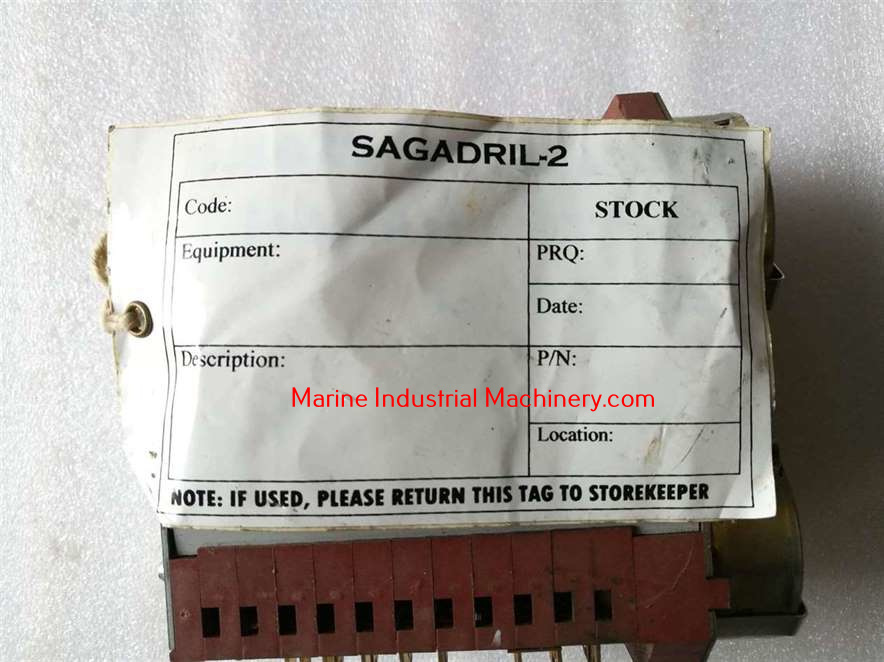 SAGADRIL-2
Code:
STOCK
Equipment:
PRQ:
Date:
Description:
P/N:
Marine Industrial Machinery.com
Location:
NOTE: IF USED, PLEASE RETURN THIS TAG TO STOREKEEPER